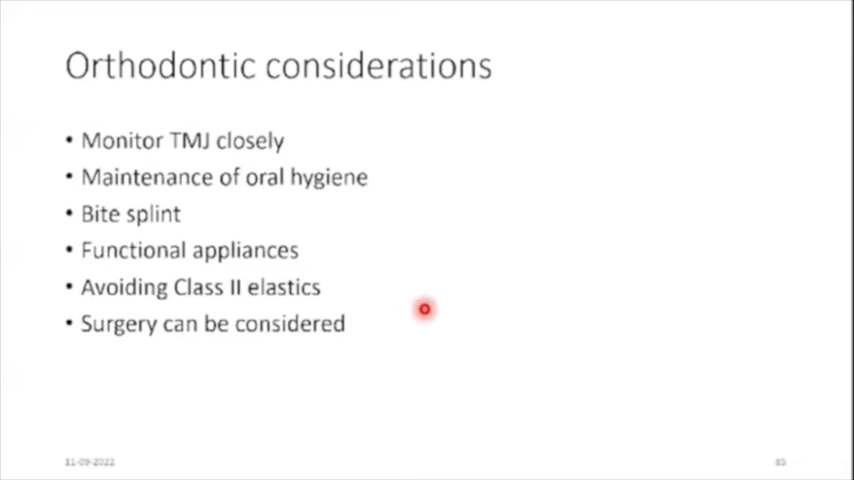 Orthodontic considerations
• Monitor TMJ closely
• Maintenance of oral hygiene
• Bite splint
• Functional appliances
• Avoiding Class II elastics
• Surgery can be considered
11-09-2022
65